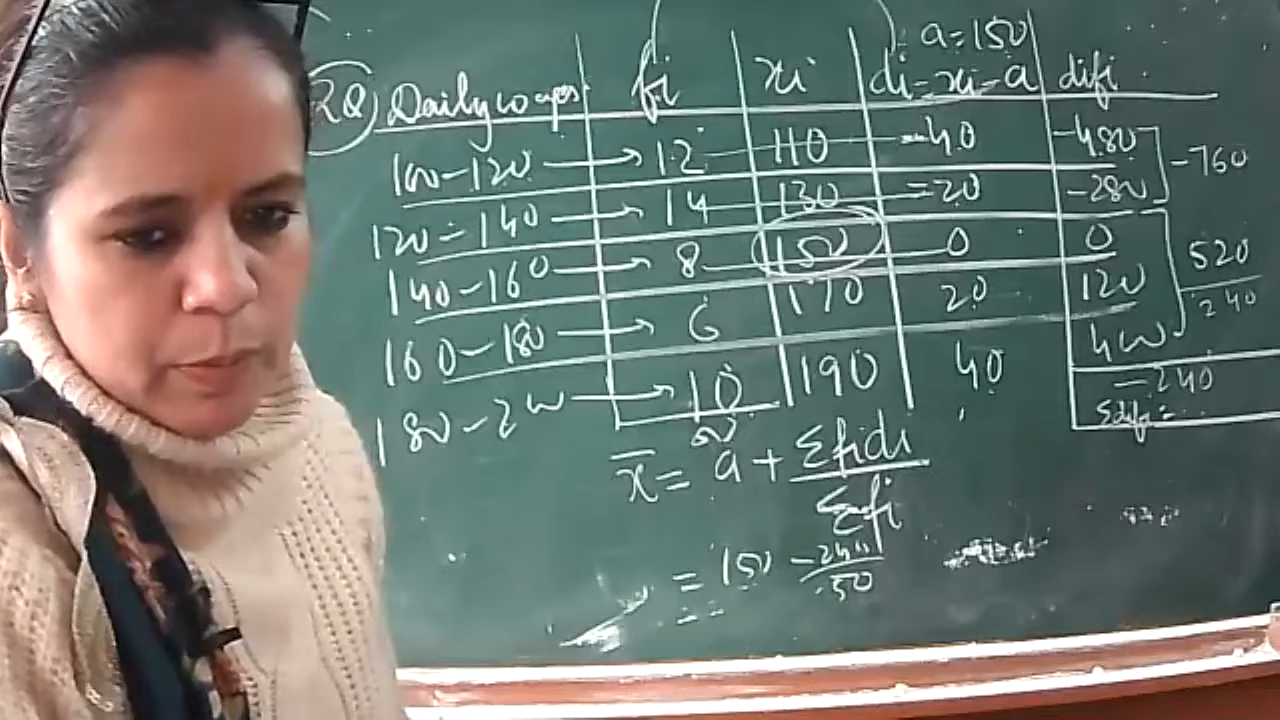 a=150
2Q) Daily wages fi xi di=xi-a difi
100-120 → 12 110 -40 -480 -760
120-140 → 14 130 -20 -280
140-160 → 8 150 0 0 520
160-180 → 6 170 20 120 240
180-200 → 10 190 40 400
50 -240
Σdifi=
x̄= a+ Σfidi
Σfi
= 150 -240
50
=